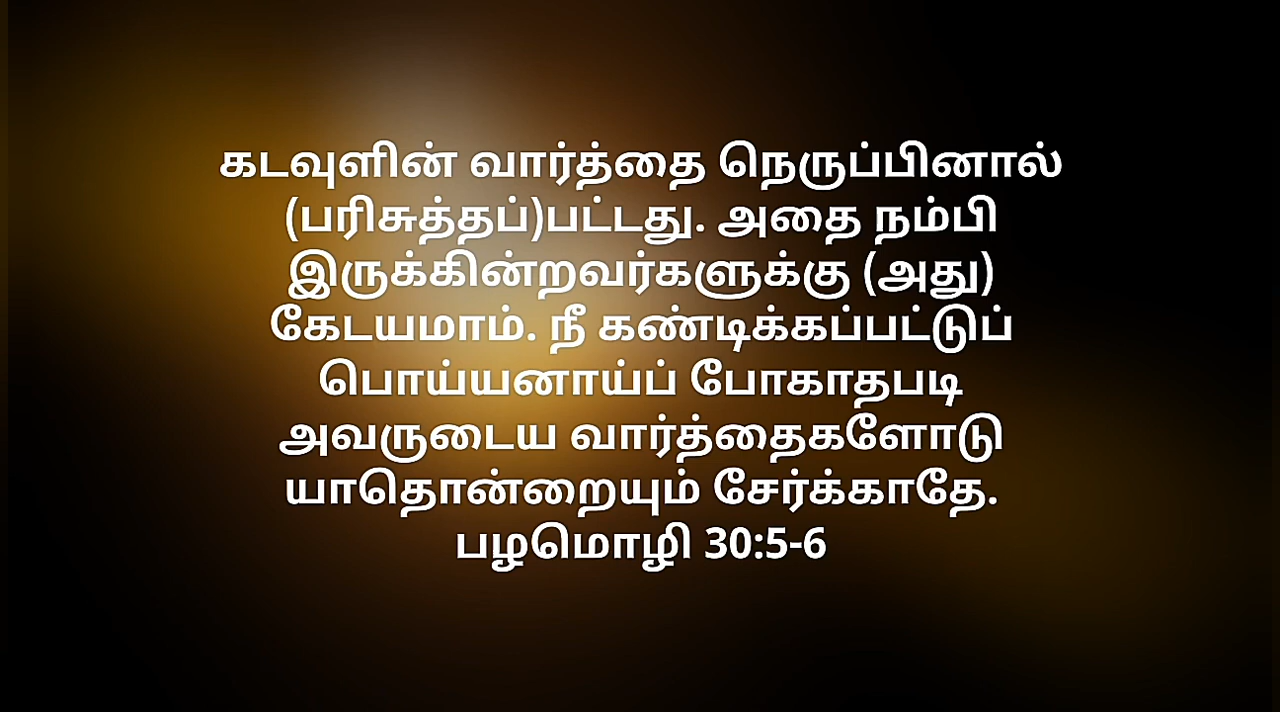 கடவுளின் வார்த்தை நெருப்பினால்
(பரிசுத்தப்)பட்டது. அதை நம்பி
இருக்கின்றவர்களுக்கு (அது)
கேடயமாம். நீ கண்டிக்கப்பட்டுப்
பொய்யனாய்ப் போகாதபடி
அவருடைய வார்த்தைகளோடு
யாதொன்றையும் சேர்க்காதே.
பழமொழி 30:5-6